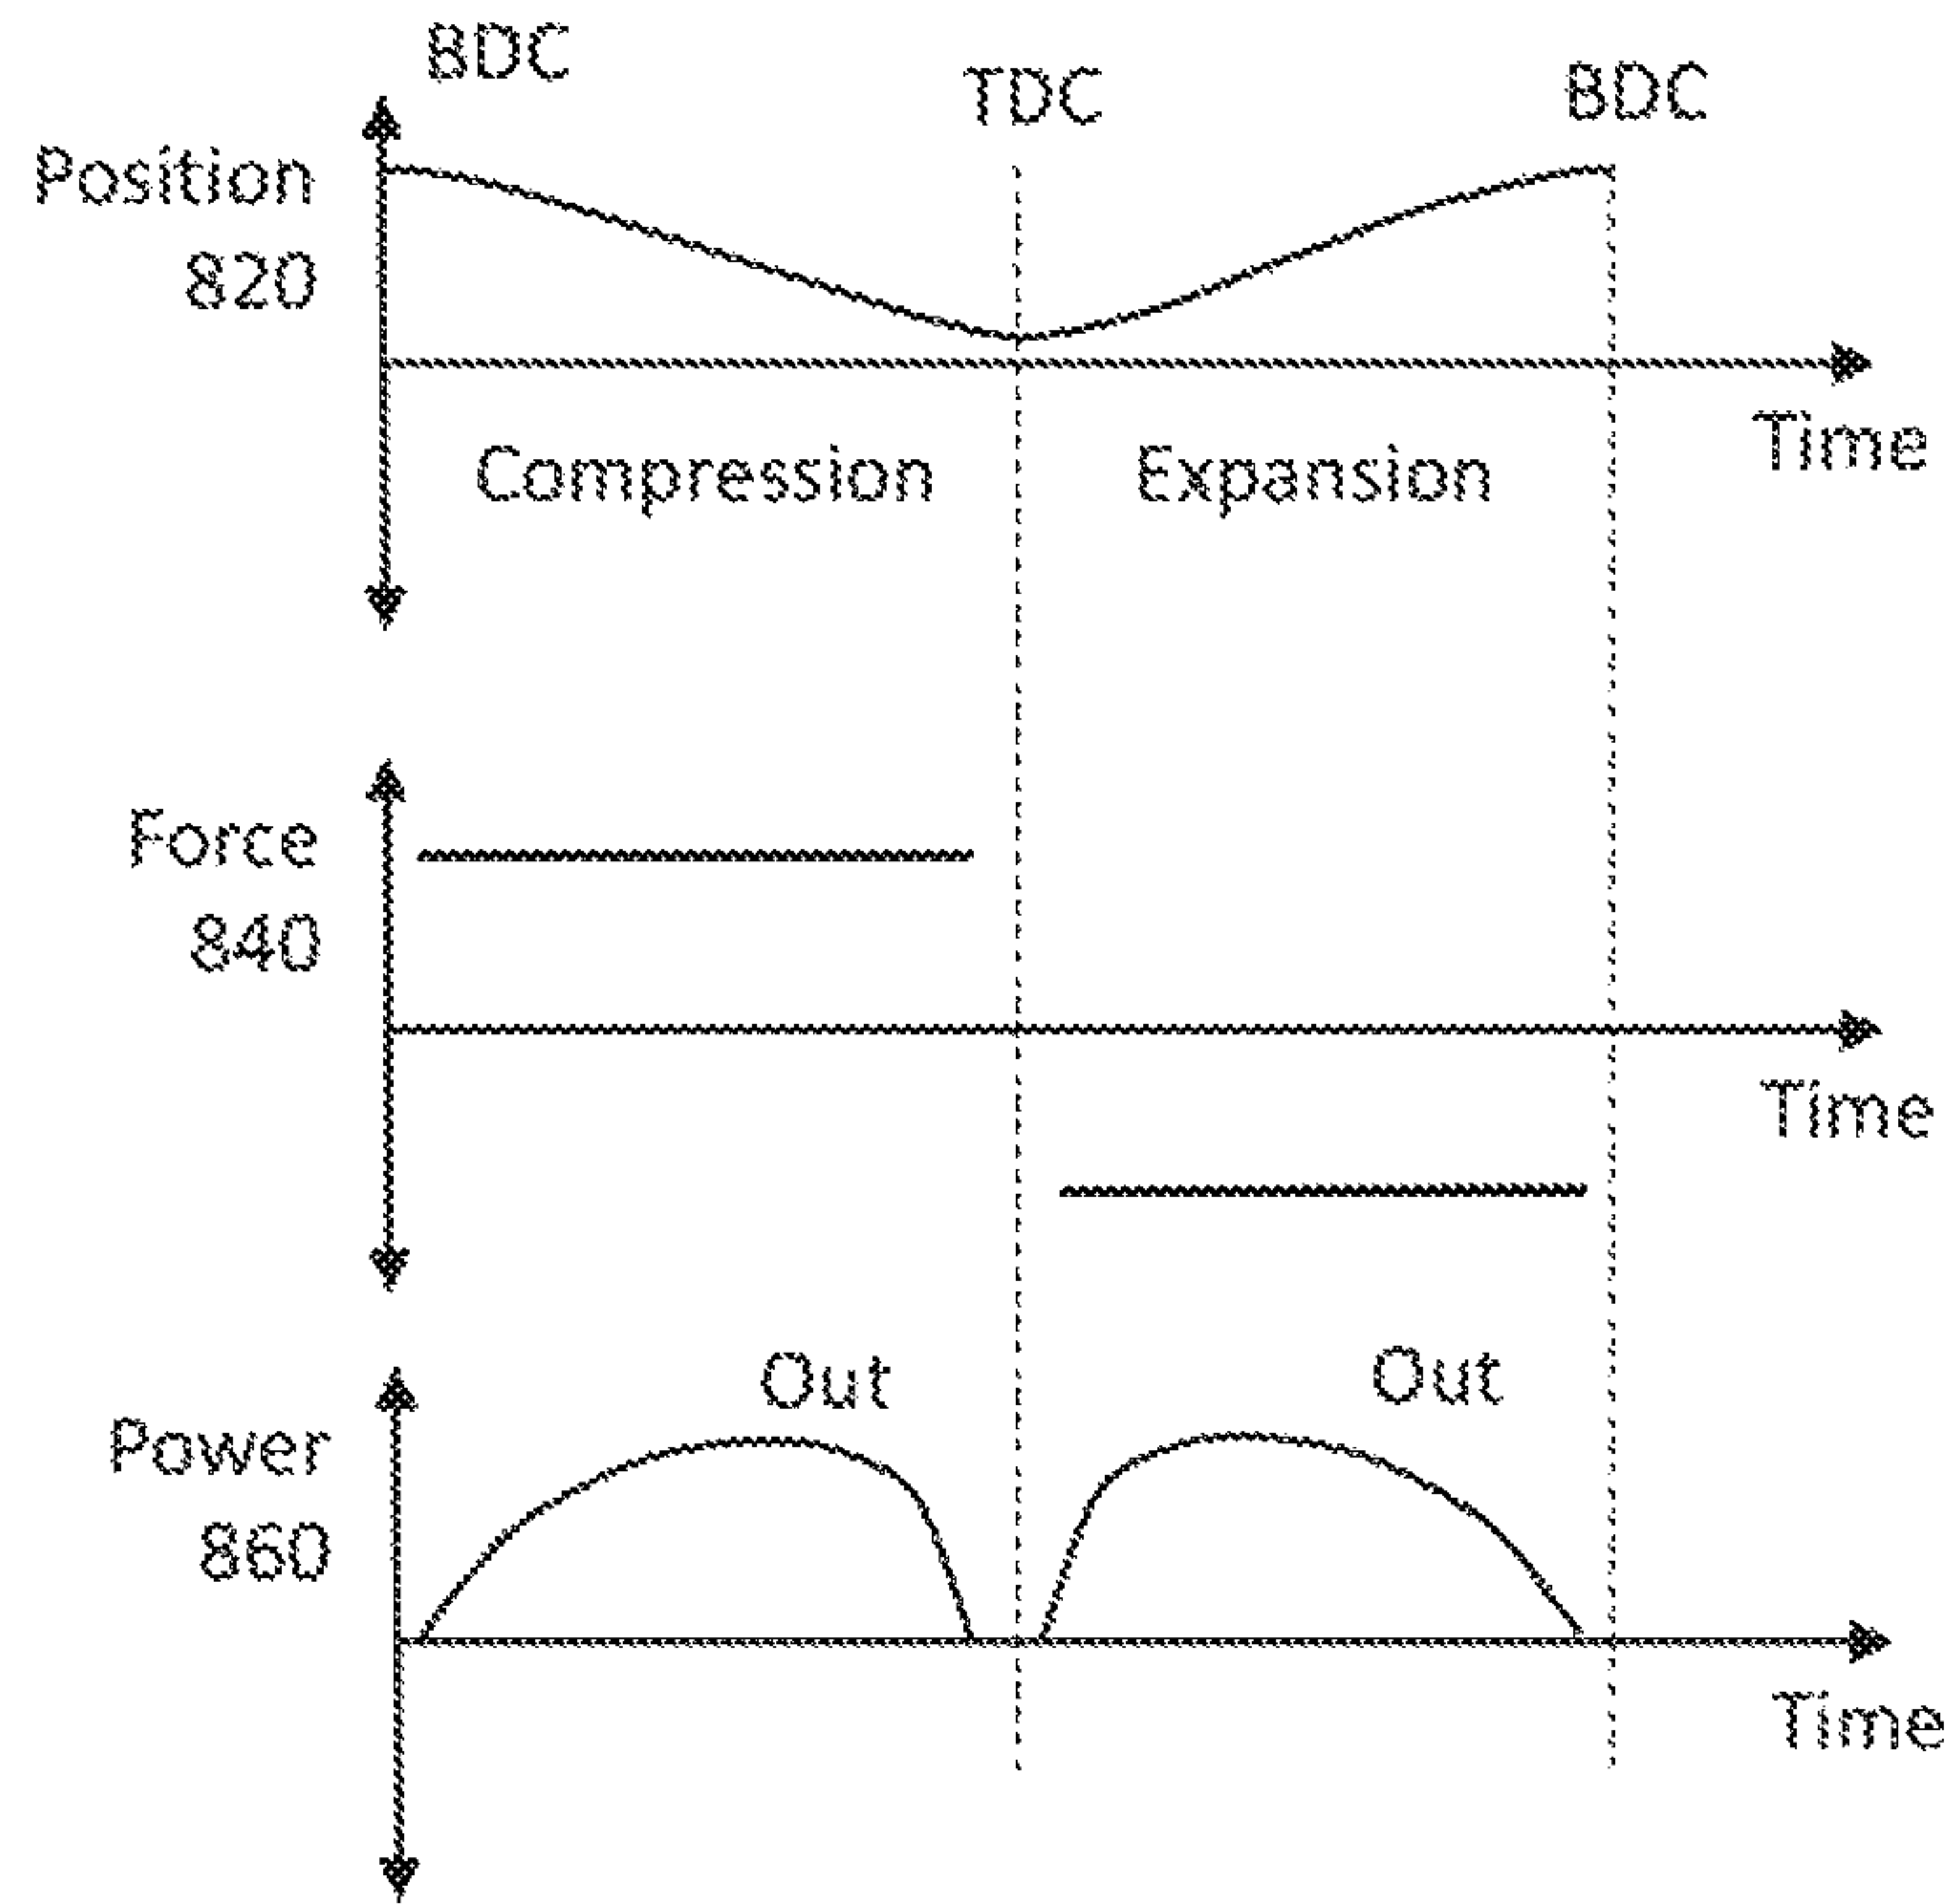 BDC
TDC
BDC
Position
820
Time
Compression
Expansion
Force
840
Time
Out
Out
Power
860
Time